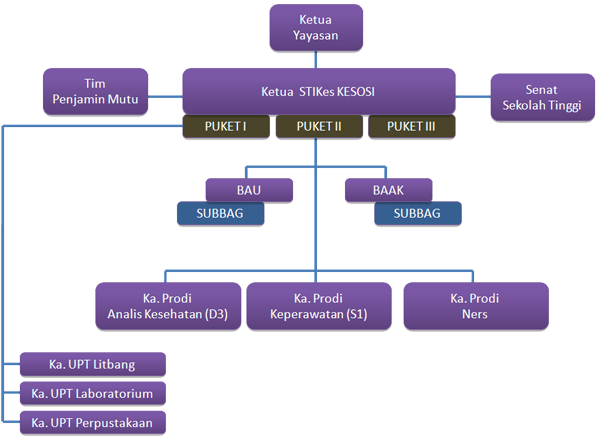 Ketua
Yayasan
Tim
Penjamin Mutu
Ketua STIKes KESOSI
Senat
Sekolah Tinggi
PUKET I
PUKET II
PUKET III
BAU
BAAK
SUBBAG
SUBBAG
Ka. Prodi
Analis Kesehatan (D3)
Ka. Prodi
Keperawatan (S1)
Ka. Prodi
Ners
Ka. UPT Litbang
Ka. UPT Laboratorium
Ka. UPT Perpustakaan